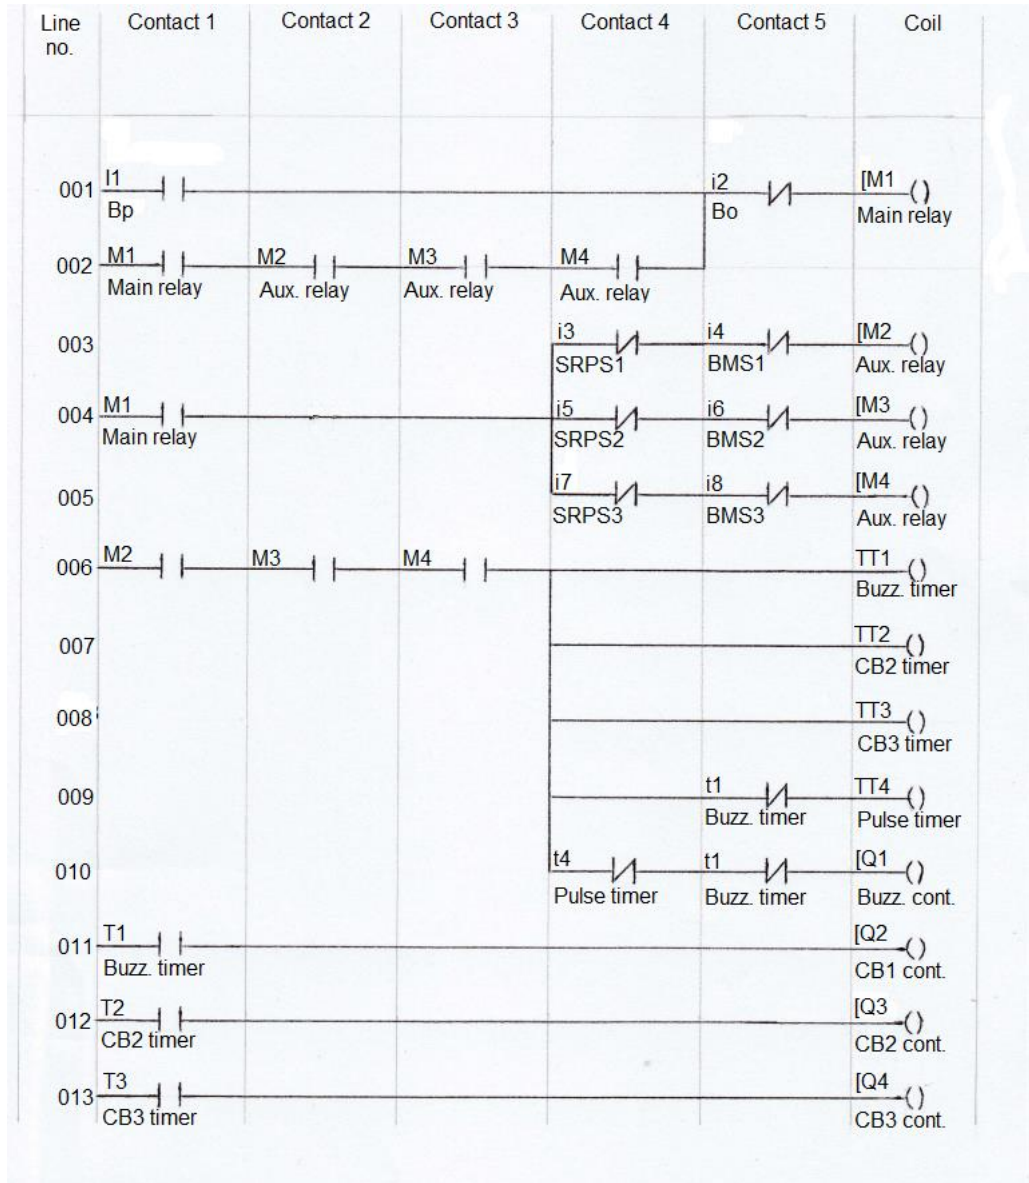 Line no. Contact 1 Contact 2 Contact 3 Contact 4 Contact 5 Coil
001 I1 i2 [M1
Bp Bo Main relay
002 M1 M2 M3 M4
Main relay Aux. relay Aux. relay Aux. relay
003 i3 i4 [M2
SRPS1 BMS1 Aux. relay
004 M1 i5 i6 [M3
Main relay SRPS2 BMS2 Aux. relay
005 i7 i8 [M4
SRPS3 BMS3 Aux. relay
006 M2 M3 M4 TT1
Buzz. timer
007 TT2
CB2 timer
008 TT3
CB3 timer
009 t1 TT4
Buzz. timer Pulse timer
010 t4 t1 [Q1
Pulse timer Buzz. timer Buzz. cont.
011 T1 [Q2
Buzz. timer CB1 cont.
012 T2 [Q3
CB2 timer CB2 cont.
013 T3 [Q4
CB3 timer CB3 cont.